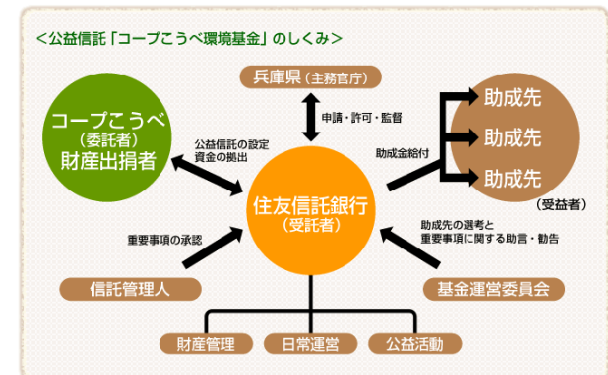 ＜公益信託「コープこうべ環境基金」のしくみ＞
兵庫県（主務官庁）
コープこうべ
（委託者）
財産出捐者
公益信託の設定
資金の拠出
申請・許可・監督
助成金給付
助成先
助成先
助成先
（受益者）
住友信託銀行
（受託者）
重要事項の承認
助成先の選考と
重要事項に関する助言・勧告
信託管理人
基金運営委員会
財産管理
日常運営
公益活動